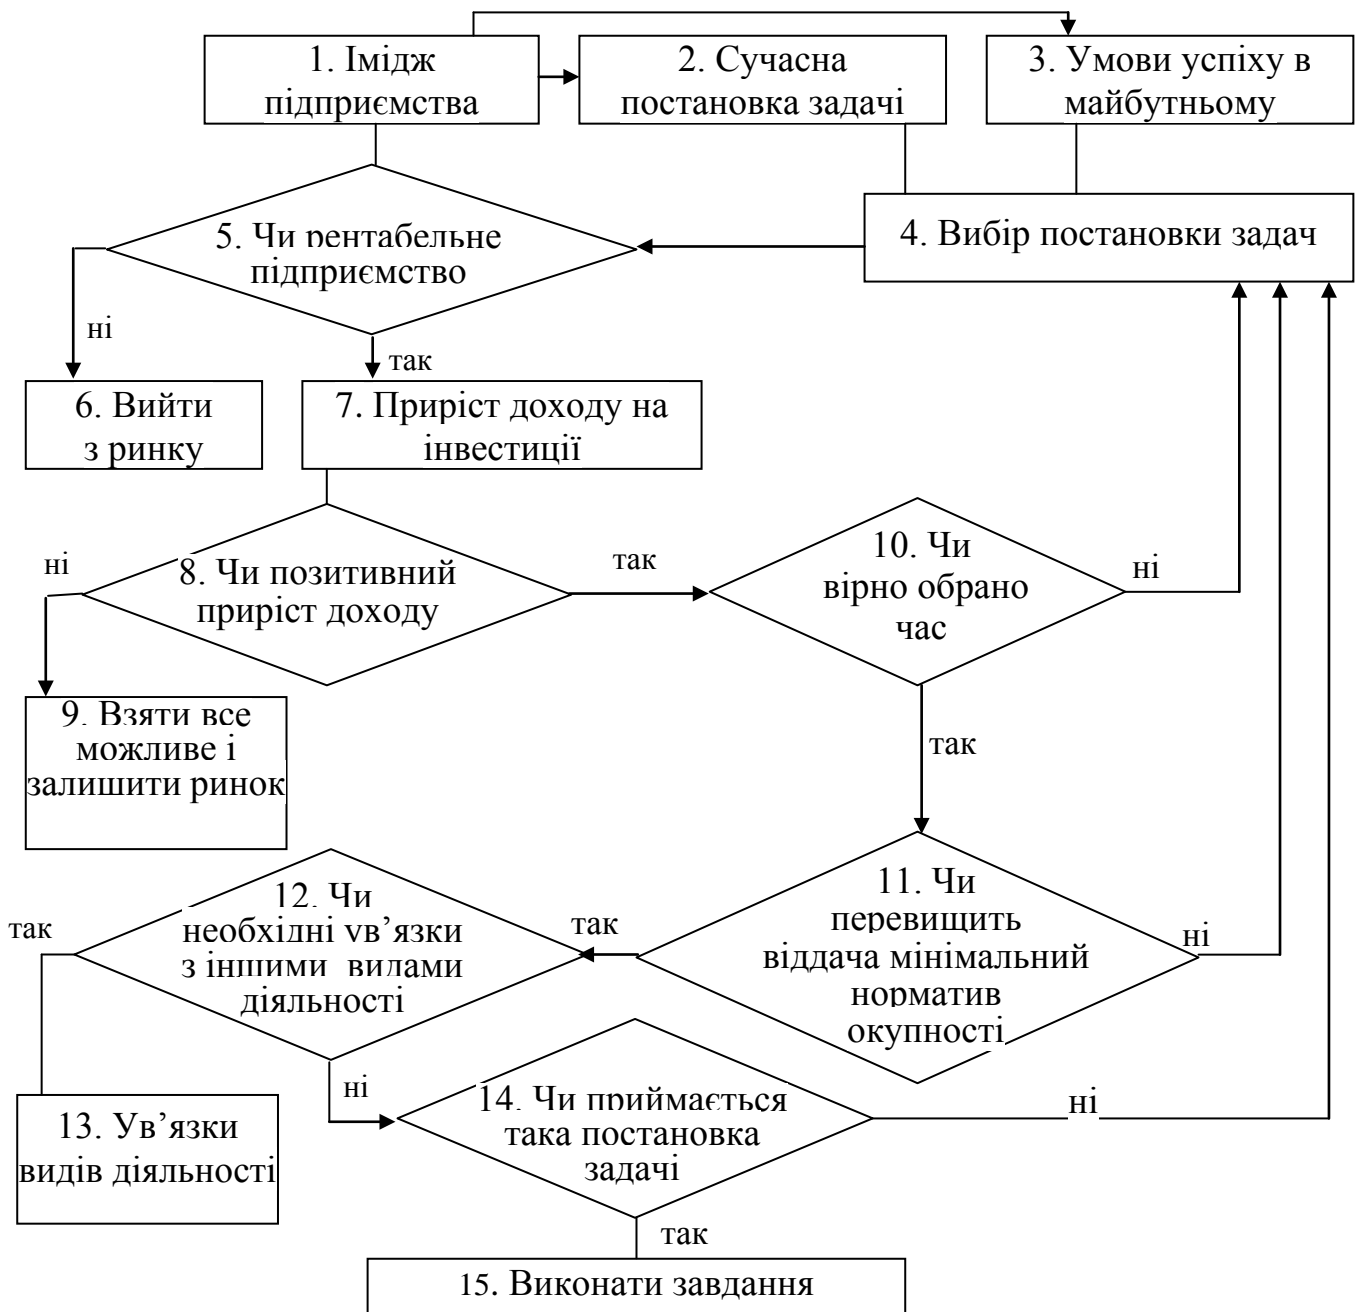 1. Імідж
підприємства
2. Сучасна
постановка задачі
3. Умови успіху в
майбутньому
4. Вибір постановки задач
5. Чи рентабельне
підприємство
ні
так
6. Вийти
з ринку
7. Приріст доходу на
інвестиції
ні
8. Чи позитивний
приріст доходу
так
10. Чи
вірно обрано
час
ні
9. Взяти все
можливе і
залишити ринок
так
так
12. Чи
необхідні ув’язки
з іншими видами
діяльності
так
11. Чи
перевищить
віддача мінімальний
норматив
окупності
ні
ні
13. Ув’язки
видів діяльності
14. Чи приймається
така постановка
задачі
ні
так
15. Виконати завдання